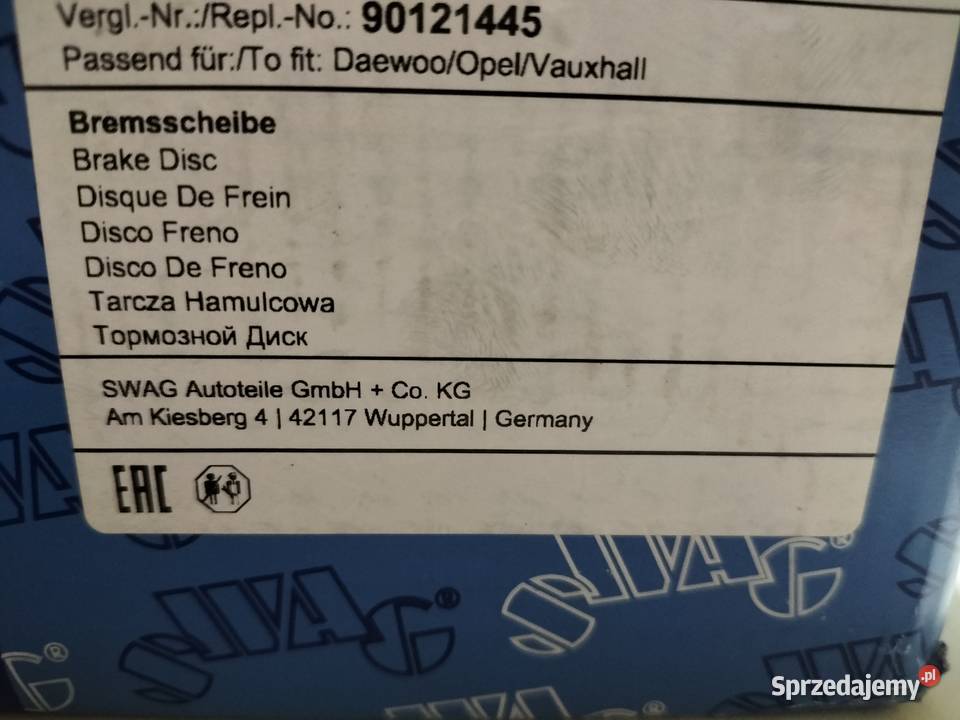 Vergl.-Nr.:/Repl.-No.: 90121445
Passend für:/To fit: Daewoo/Opel/Vauxhall
Bremsscheibe
Brake Disc
Disque De Frein
Disco Freno
Disco De Freno
Tarcza Hamulcowa
Тормозной Диск
SWAG Autoteile GmbH + Co. KG
Am Kiesberg 4 | 42117 Wuppertal | Germany
EAC
SWAG®
SWAG®
Sprzedajemy.pl